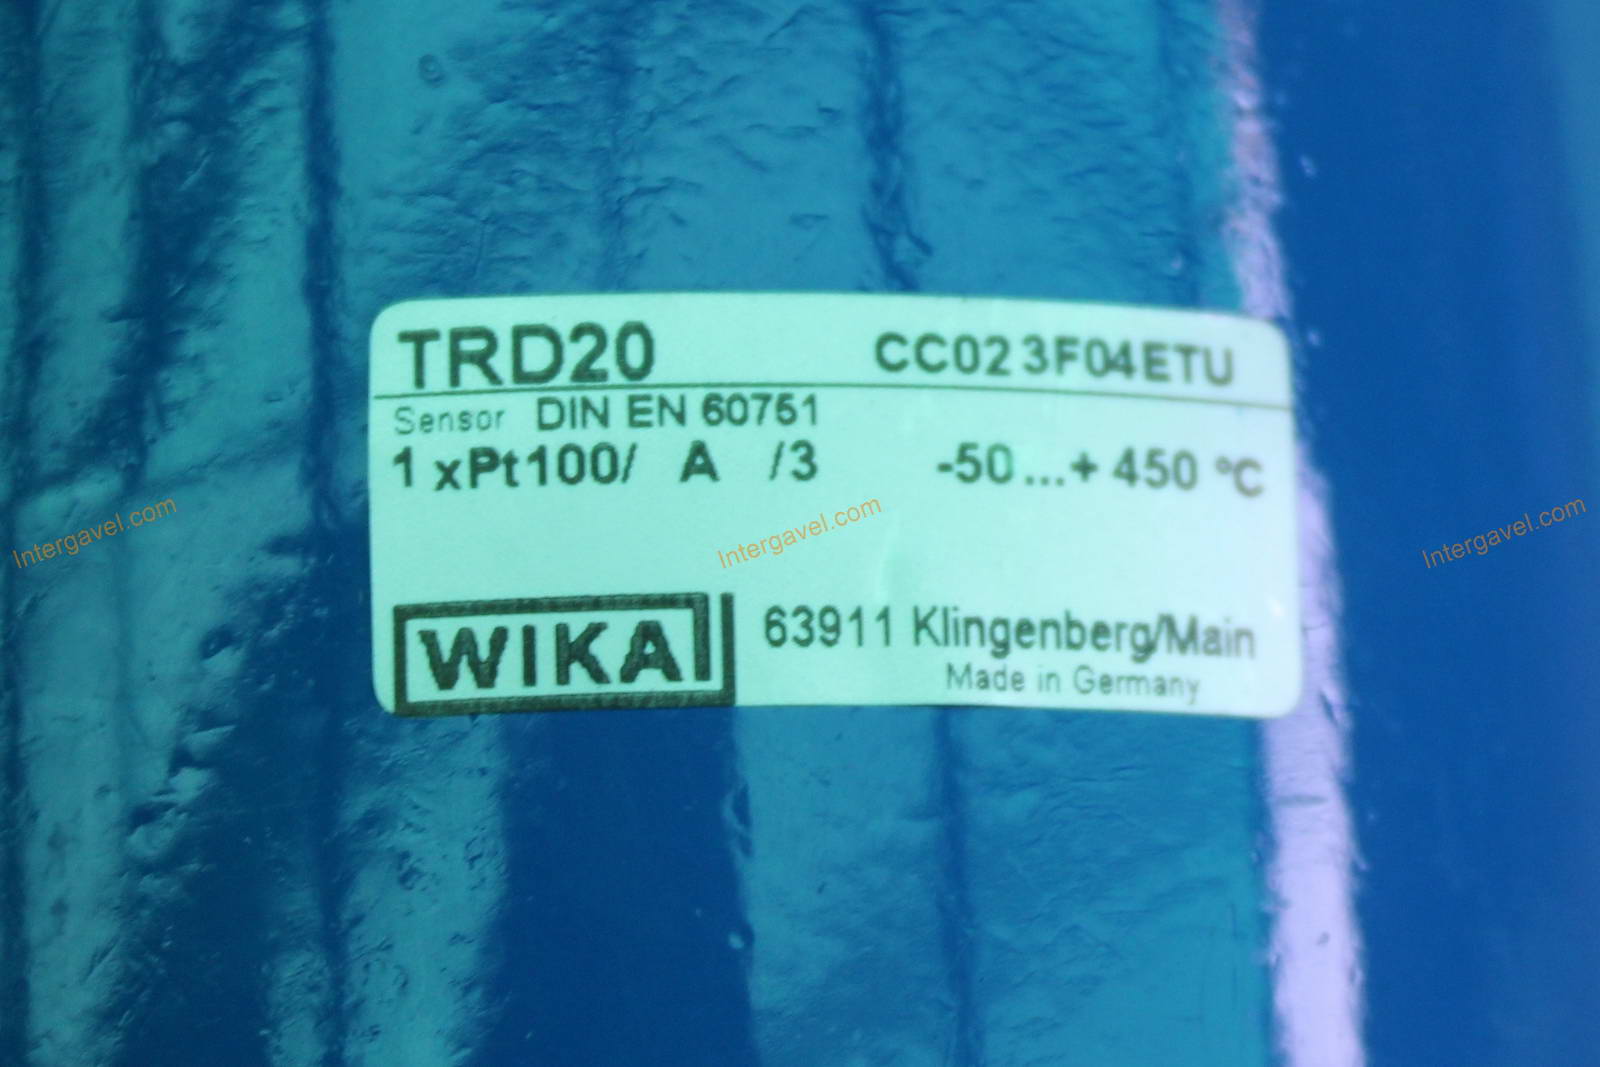 TRD20 CC023F04ETU
Sensor DIN EN 60751
1 xPt100/ A /3 -50...+ 450 °C
Intergavel.com Intergavel.com Intergavel.com
WIKA 63911 Klingenberg/Main
Made in Germany